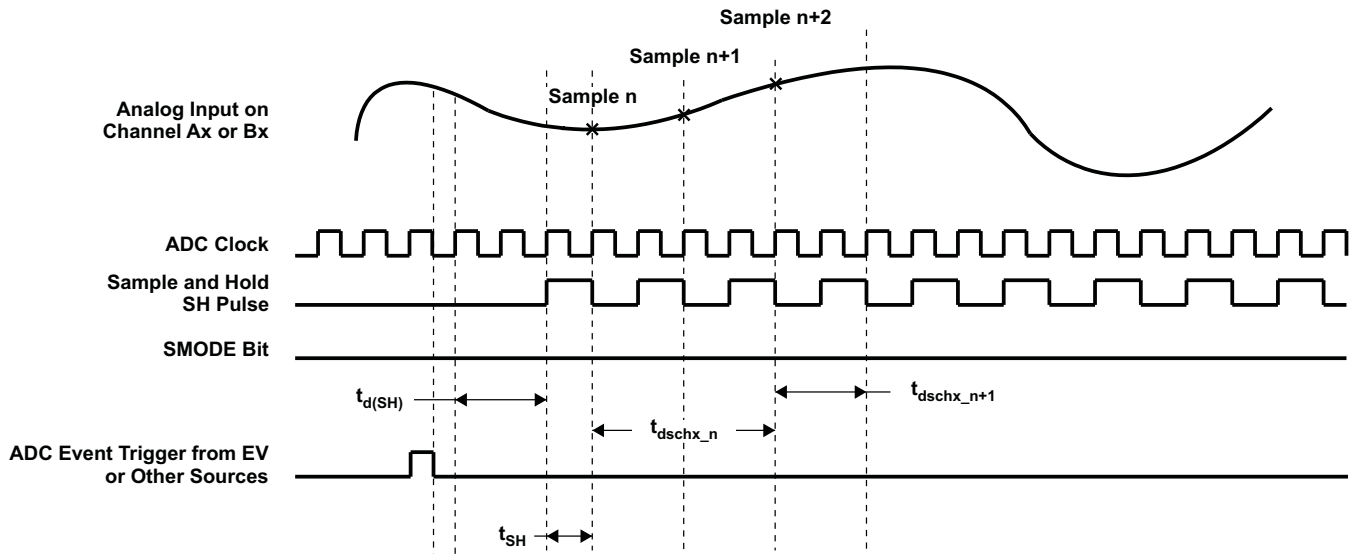 Sample n+2
Sample n+1
Sample n
Analog Input on
Channel Ax or Bx
ADC Clock
Sample and Hold
SH Pulse
SMODE Bit
td(SH)
tdschx_n+1
tdschx_n
ADC Event Trigger from EV
or Other Sources
tSH